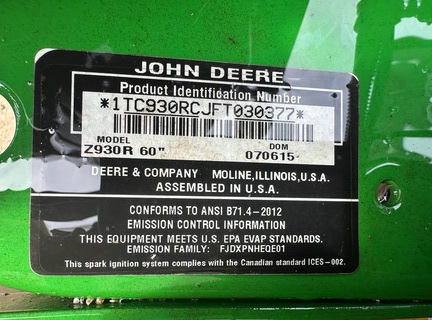 JOHN DEERE
Product Identification Number
*1TC930RCJFT030377*
MODEL DOM
Z930R 60" 070615
DEERE & COMPANY MOLINE, ILLINOIS, U.S.A.
ASSEMBLED IN U.S.A.
CONFORMS TO ANSI B71.4-2012
EMISSION CONTROL INFORMATION
THIS EQUIPMENT MEETS U.S. EPA EVAP STANDARDS.
EMISSION FAMILY: FJDXPNHEQE01
This spark ignition system complies with the Canadian standard ICES-002.